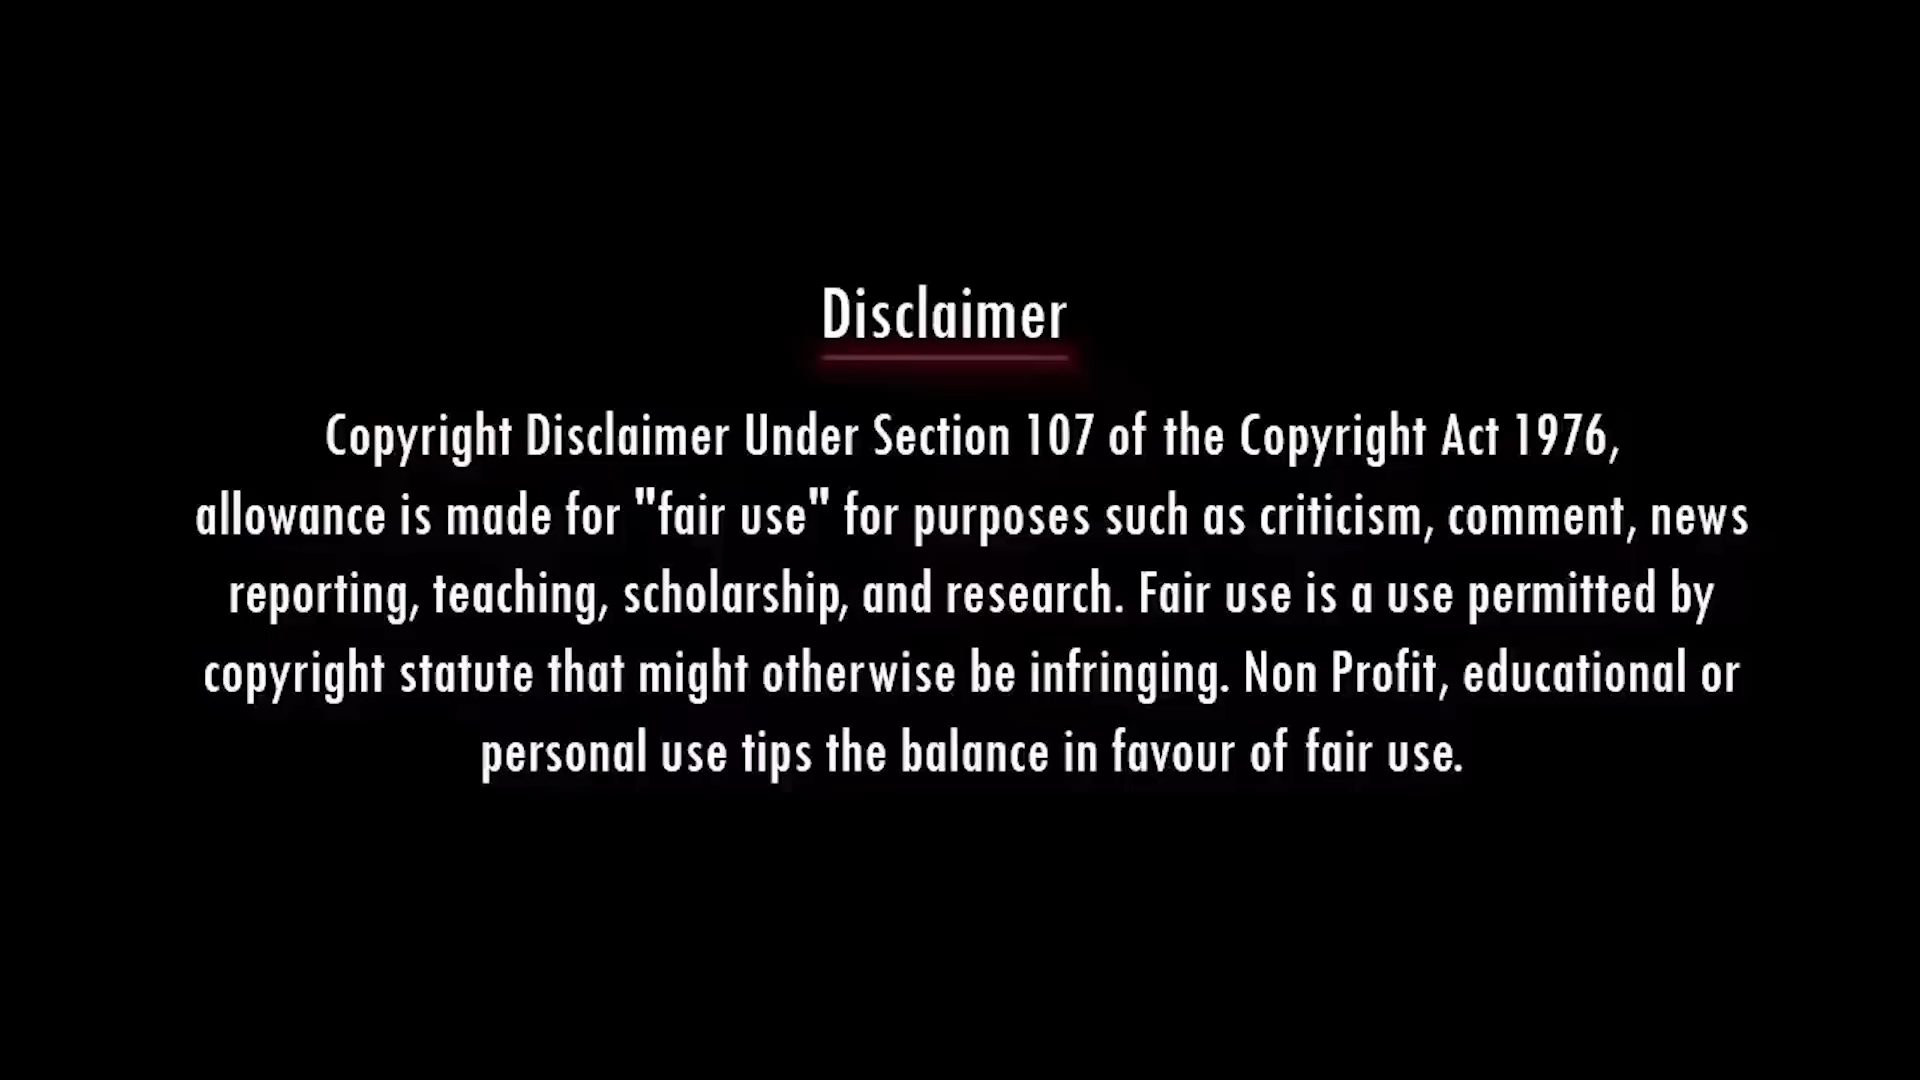 Disclaimer
Copyright Disclaimer Under Section 107 of the Copyright Act 1976,
allowance is made for "fair use" for purposes such as criticism, comment, news
reporting, teaching, scholarship, and research. Fair use is a use permitted by
copyright statute that might otherwise be infringing. Non Profit, educational or
personal use tips the balance in favour of fair use.